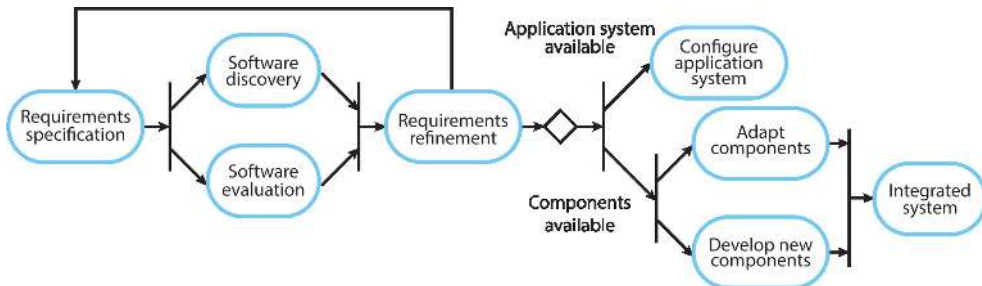 Requirements
specification
Software
discovery
Software
evaluation
Requirements
refinement
Application system
available
Configure
application
system
Components
available
Adapt
components
Develop new
components
Integrated
system